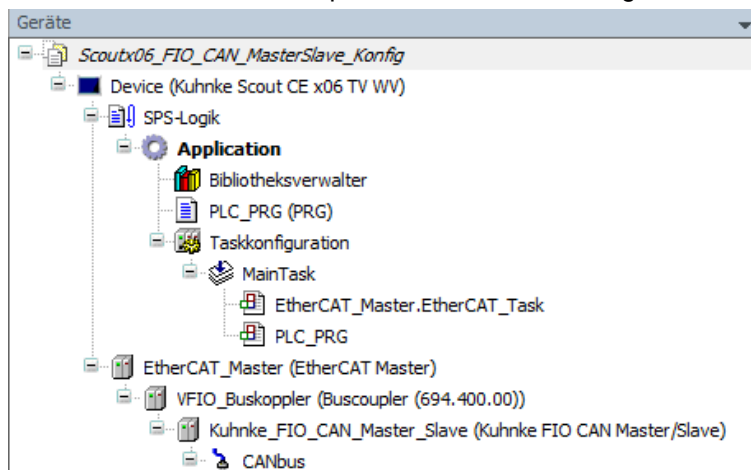 Geräte
Scoutx06_FIO_CAN_MasterSlave_Konfig
Device (Kuhnke Scout CE x06 TV WV)
SPS-Logik
Application
Bibliotheksverwalter
PLC_PRG (PRG)
Taskkonfiguration
MainTask
EtherCAT_Master.EtherCAT_Task
PLC_PRG
EtherCAT_Master (EtherCAT Master)
VFIO_Buskoppler (Buscoupler (694.400.00))
Kuhnke_FIO_CAN_Master_Slave (Kuhnke FIO CAN Master/Slave)
CANbus